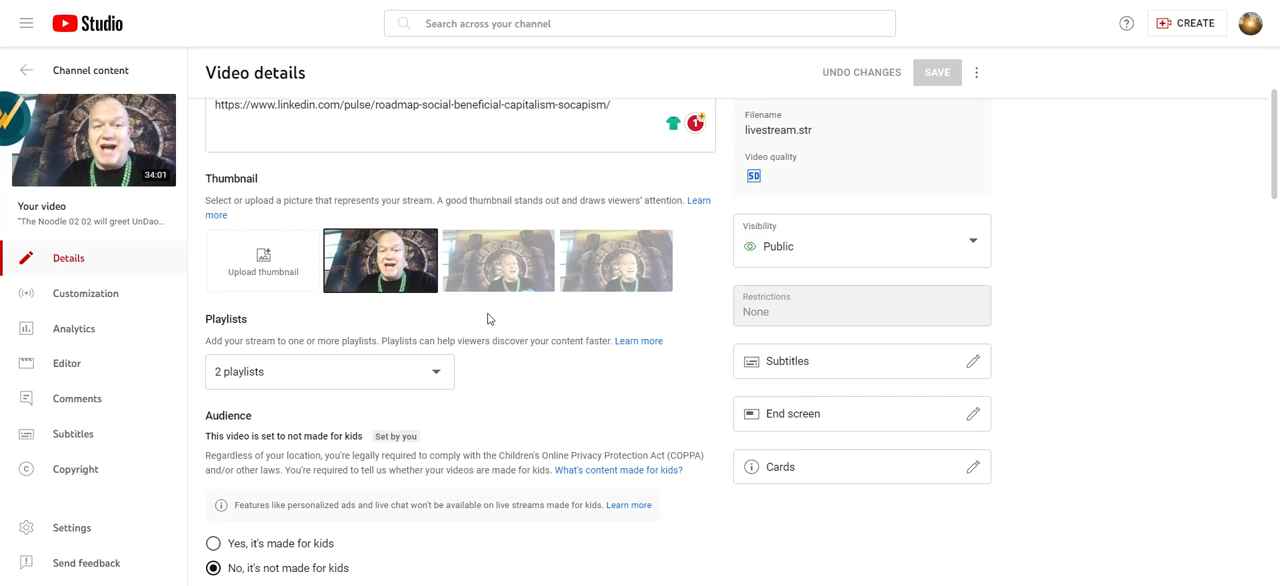 Studio
Search across your channel
CREATE
Channel content
Video details
UNDO CHANGES
SAVE
34:01
Your video
"The Noodle 02 02 will greet UnDao...
Details
Customization
Analytics
Editor
Comments
Subtitles
Copyright
Settings
Send feedback
https://www.linkedin.com/pulse/roadmap-social-beneficial-capitalism-socapism/
1
Thumbnail
Select or upload a picture that represents your stream. A good thumbnail stands out and draws viewers' attention. Learn
more
Upload thumbnail
Playlists
Add your stream to one or more playlists. Playlists can help viewers discover your content faster. Learn more
2 playlists
Audience
This video is set to not made for kids Set by you
Regardless of your location, you're legally required to comply with the Children's Online Privacy Protection Act (COPPA)
and/or other laws. You're required to tell us whether your videos are made for kids. What's content made for kids?
Features like personalized ads and live chat won't be available on live streams made for kids. Learn more
Yes, it's made for kids
No, it's not made for kids
Filename
livestream.str
Video quality
SD
Visibility
Public
Restrictions
None
Subtitles
End screen
Cards